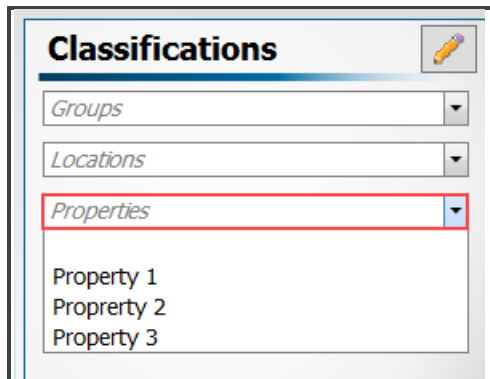 Classifications
Groups
Locations
Properties
Property 1
Proprerty 2
Property 3